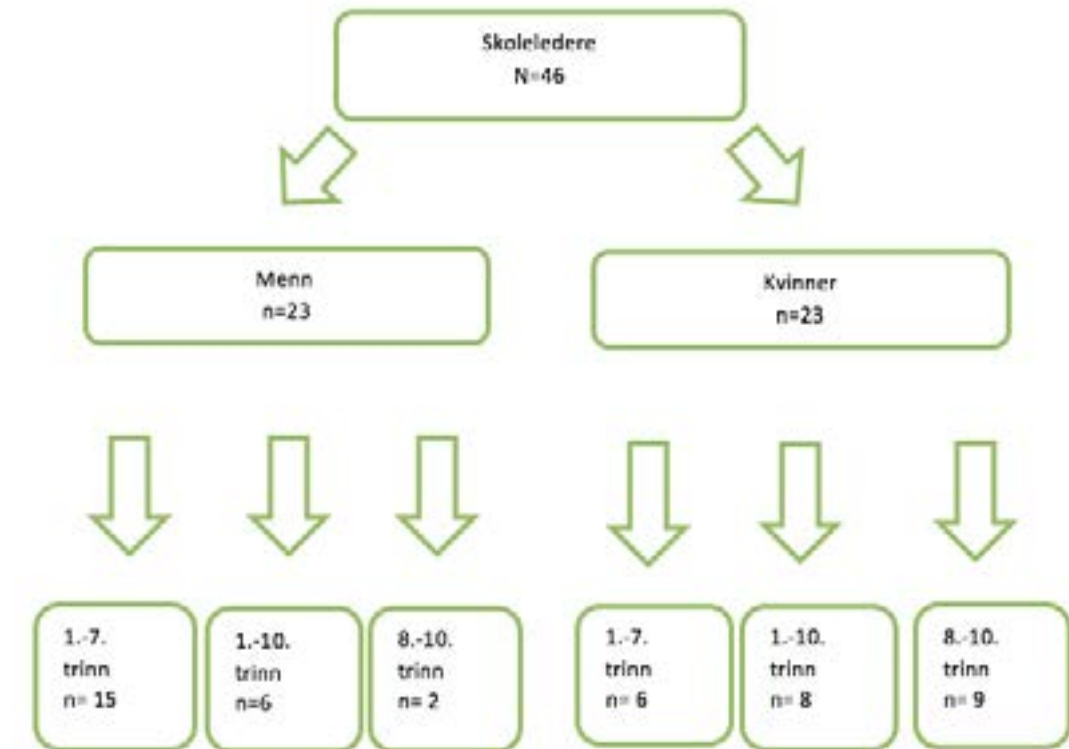 Skoleledere
N=46
Menn
n=23
Kvinner
n=23
1.-7.
trinn
n= 15
1.-10.
trinn
n=6
8.-10.
trinn
n= 2
1.-7.
trinn
n= 6
1.-10.
trinn
n= 8
8.-10.
trinn
n= 9